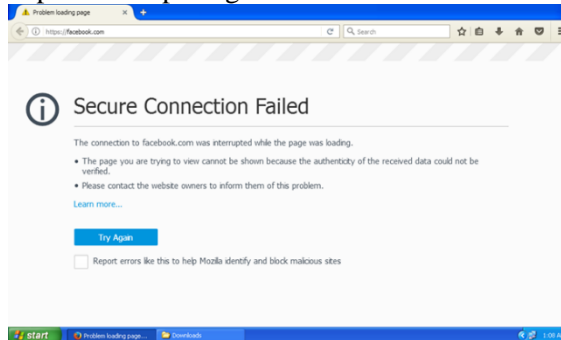 Problem loading page
https://facebook.com
Search
Secure Connection Failed
The connection to facebook.com was interrupted while the page was loading.
The page you are trying to view cannot be shown because the authenticity of the received data could not be
verified.
Please contact the website owners to inform them of this problem.
Learn more...
Try Again
Report errors like this to help Mozilla identify and block malicious sites
start
Problem loading page...
Downloads